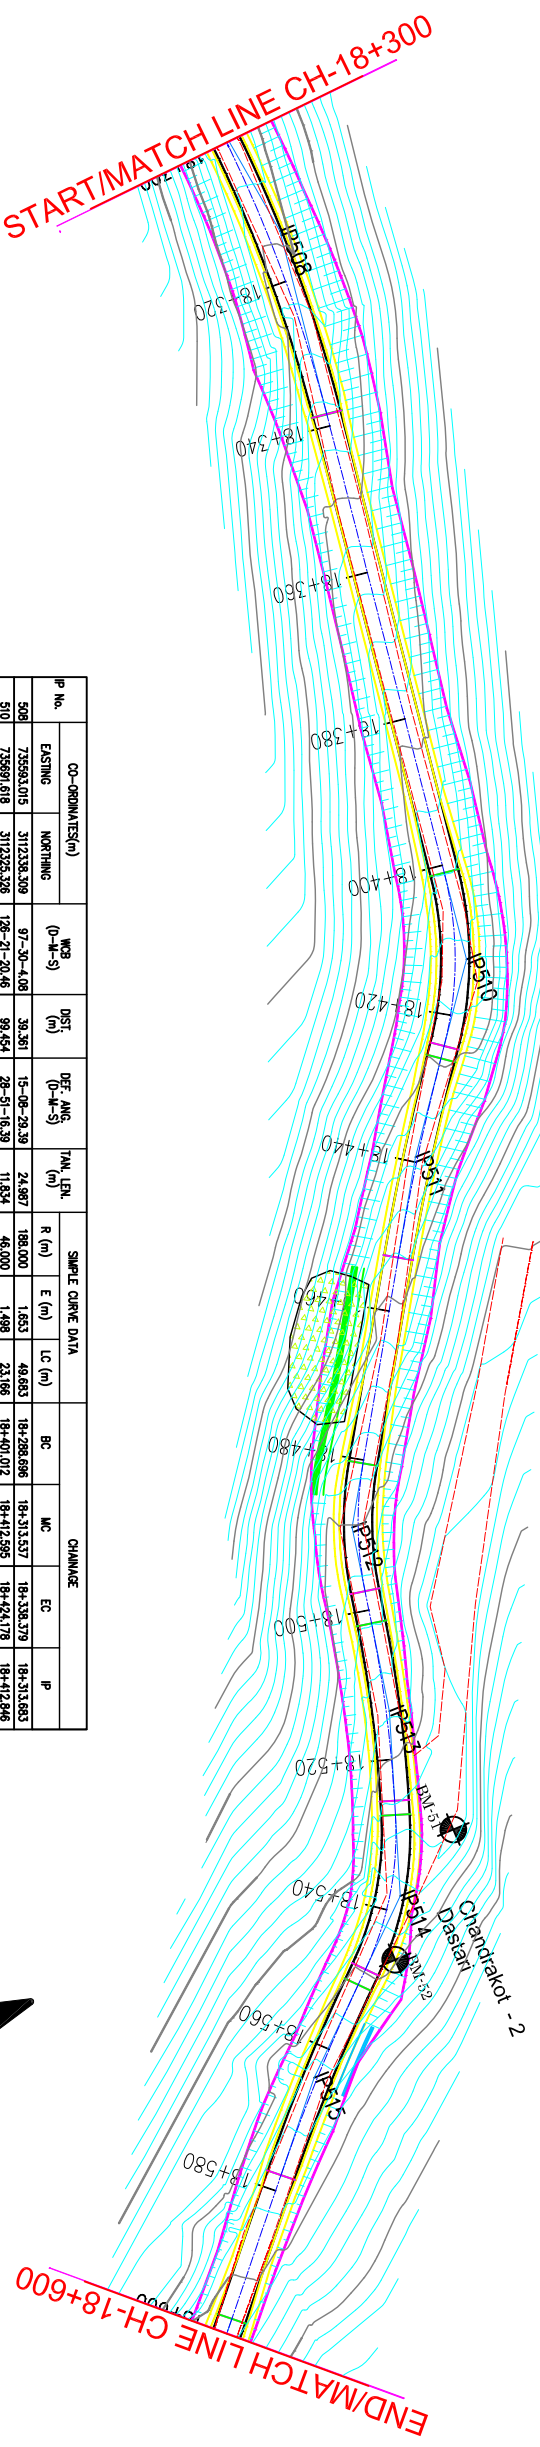 START/MATCH LINE CH-18+300
IP508
18+320
18+340
18+360
18+380
18+400
IP510
18+420
18+440
IP511
18+460
18+480
IP512
18+500
IP513
18+520
BM-51
18+540
IP514
Chandrakot - 2
Dastari
BM-52
18+560
IP515
18+580
END/MATCH LINE CH-18+600
IP No. CO-ORDINATES(m) WCB (D-M-S) DIST. (m) DEF. ANG. (D-M-S) TAN. LEN. (m) SIMPLE CURVE DATA CHAINAGE
EASTING NORTHING R (m) E (m) LC (m) BC MC EC IP
508 735593.015 3112338.309 97-30-4.08 39.361 15-08-29.39 24.987 188.000 1.653 49.683 18+288.696 18+313.537 18+338.379 18+313.683
510 735691.618 3112325.326 126-21-20.46 99.454 28-51-16.39 11.834 46.000 1.498 23.166 18+401.012 18+412.595 18+424.178 18+412.846